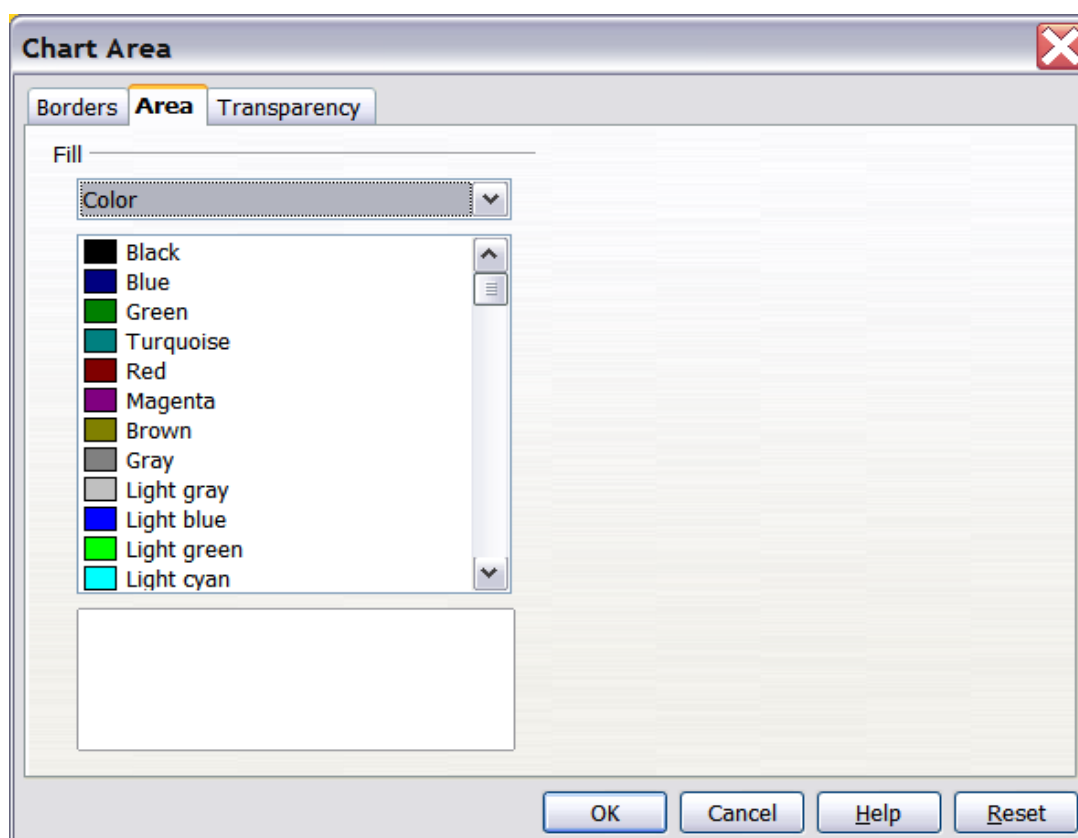 Chart Area
Borders Area Transparency
Fill
Color
Black
Blue
Green
Turquoise
Red
Magenta
Brown
Gray
Light gray
Light blue
Light green
Light cyan
OK Cancel Help Reset